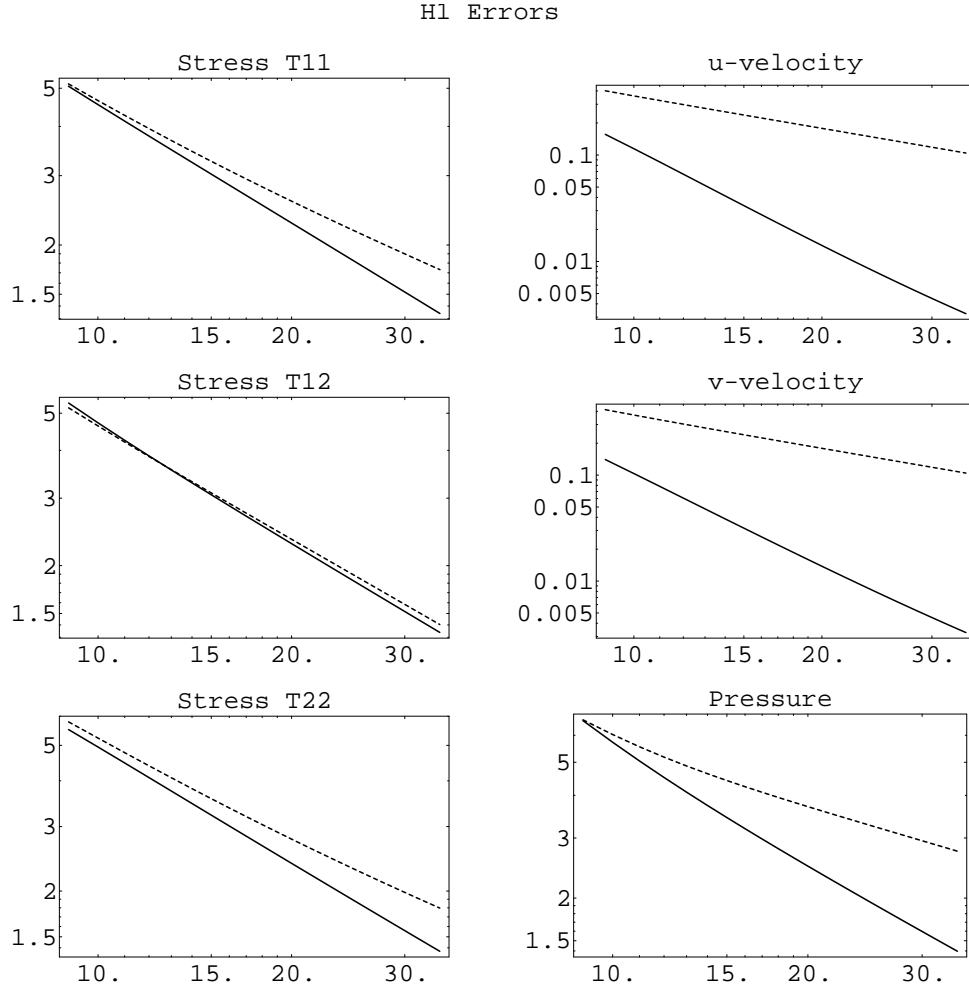 H1 Errors
Stress T11
5
3
2
1.5
10. 15. 20. 30.
u-velocity
0.1
0.05
0.01
0.005
10. 15. 20. 30.
Stress T12
5
3
2
1.5
10. 15. 20. 30.
v-velocity
0.1
0.05
0.01
0.005
10. 15. 20. 30.
Stress T22
5
3
2
1.5
10. 15. 20. 30.
Pressure
5
3
2
1.5
10. 15. 20. 30.